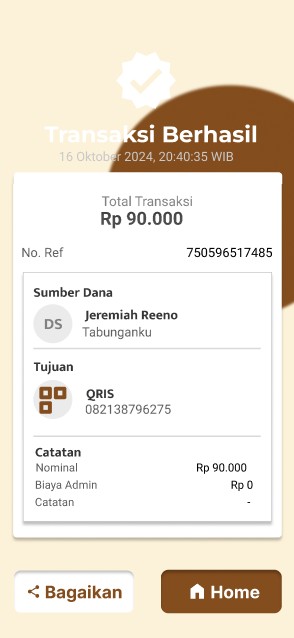 Transaksi Berhasil
16 Oktober 2024, 20:40:35 WIB
Total Transaksi
Rp 90.000
No. Ref 750596517485
Sumber Dana
DS
Jeremiah Reeno
Tabunganku
Tujuan
QRIS
082138796275
Catatan
Nominal Rp 90.000
Biaya Admin Rp 0
Catatan -
Bagaikan Home